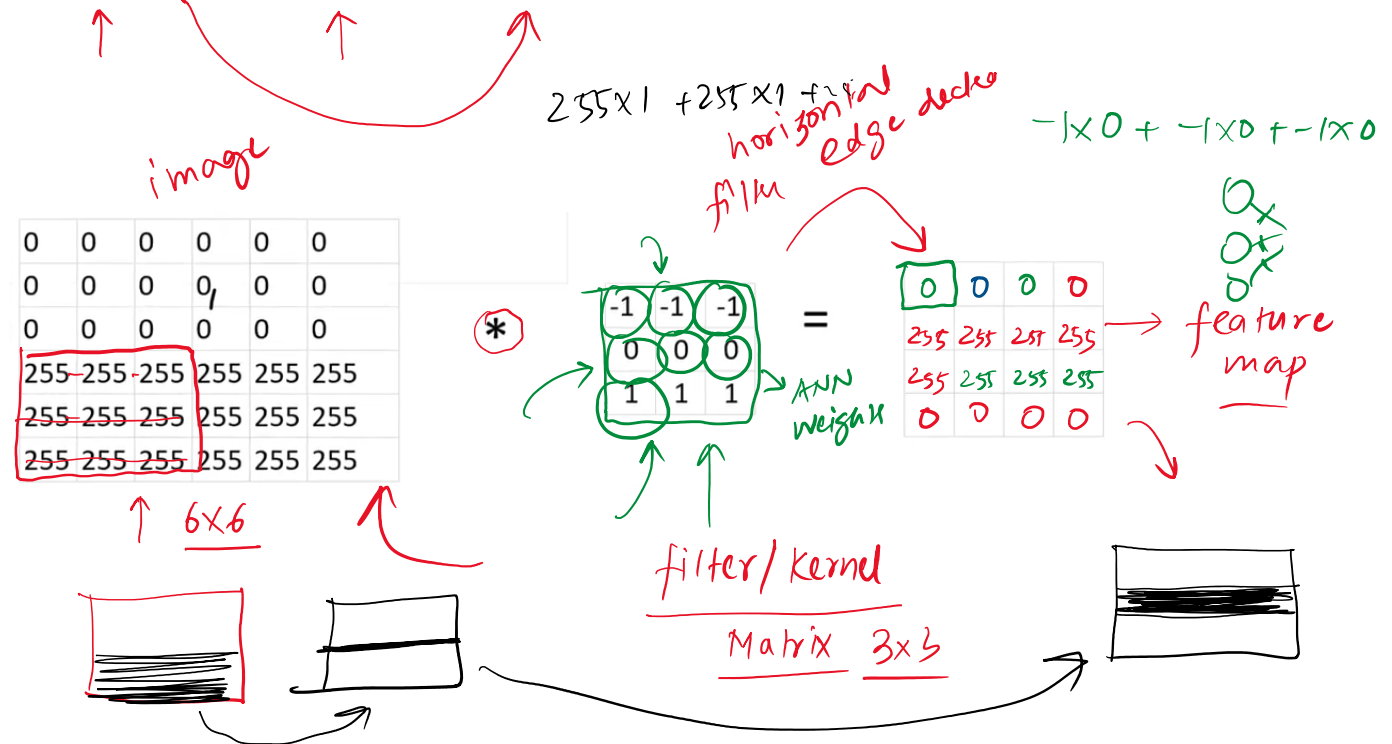 255x1 +255x1 +2
horizontal
edge
filter
-1x0 + -1x0 + -1x0
image
0 0 0 0 0 0
0 0 0 0 0 0
0 0 0 0 0 0
255 255 255 255 255 255
255 255 255 255 255 255
255 255 255 255 255 255
6x6
*
-1 -1 -1
0 0 0
1 1 1
ANN
weights
=
0 0 0 0
255 255 255 255
255 255 255 255
0 0 0 0
0+
0+
0
feature
map
filter/kernel
Matrix 3x3